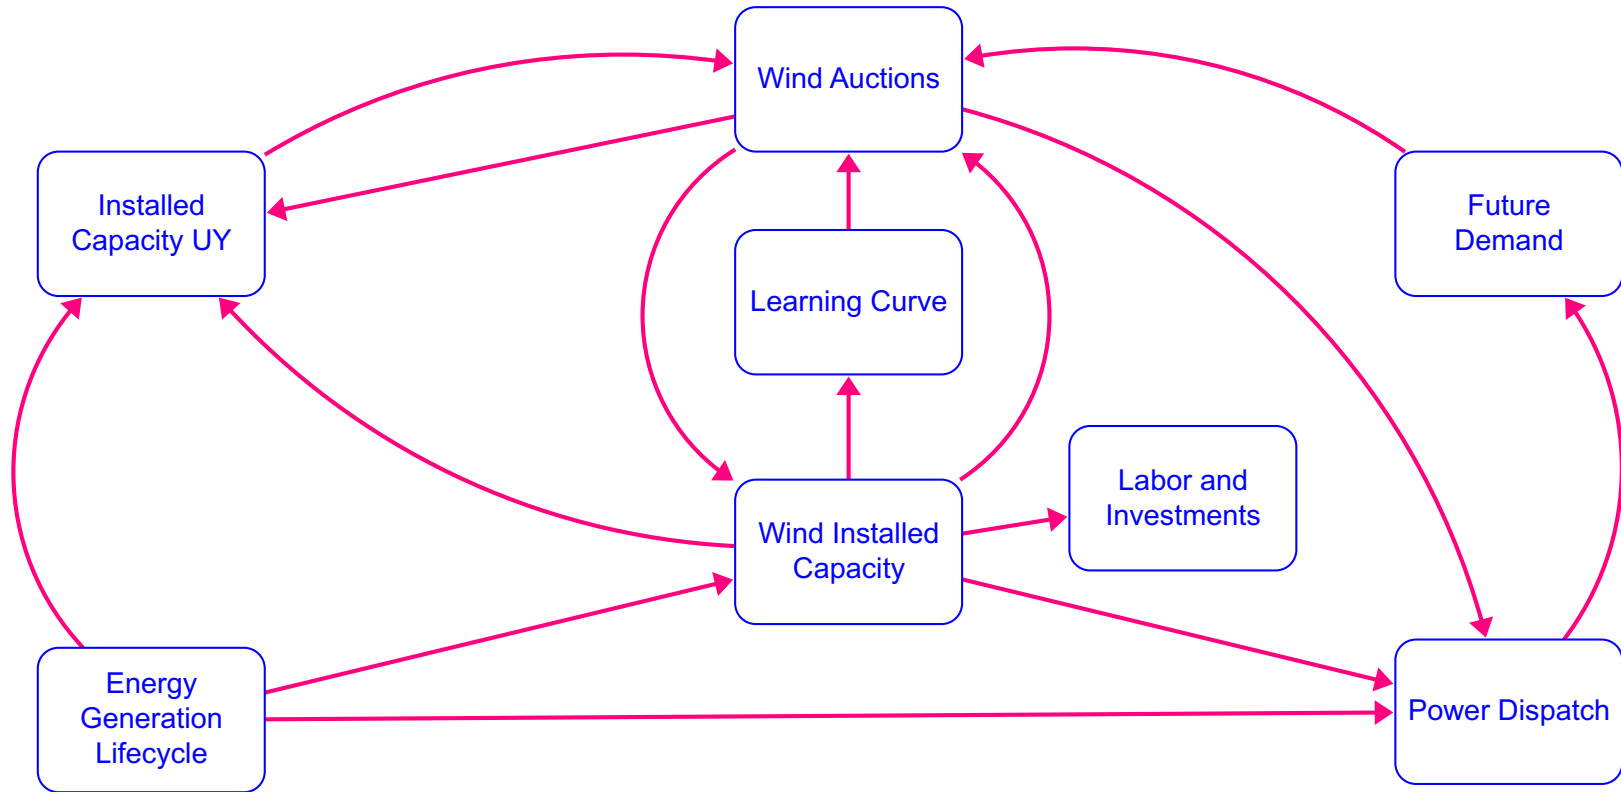 Wind Auctions
Installed
Capacity UY
Future
Demand
Learning Curve
Labor and
Investments
Wind Installed
Capacity
Energy
Generation
Lifecycle
Power Dispatch